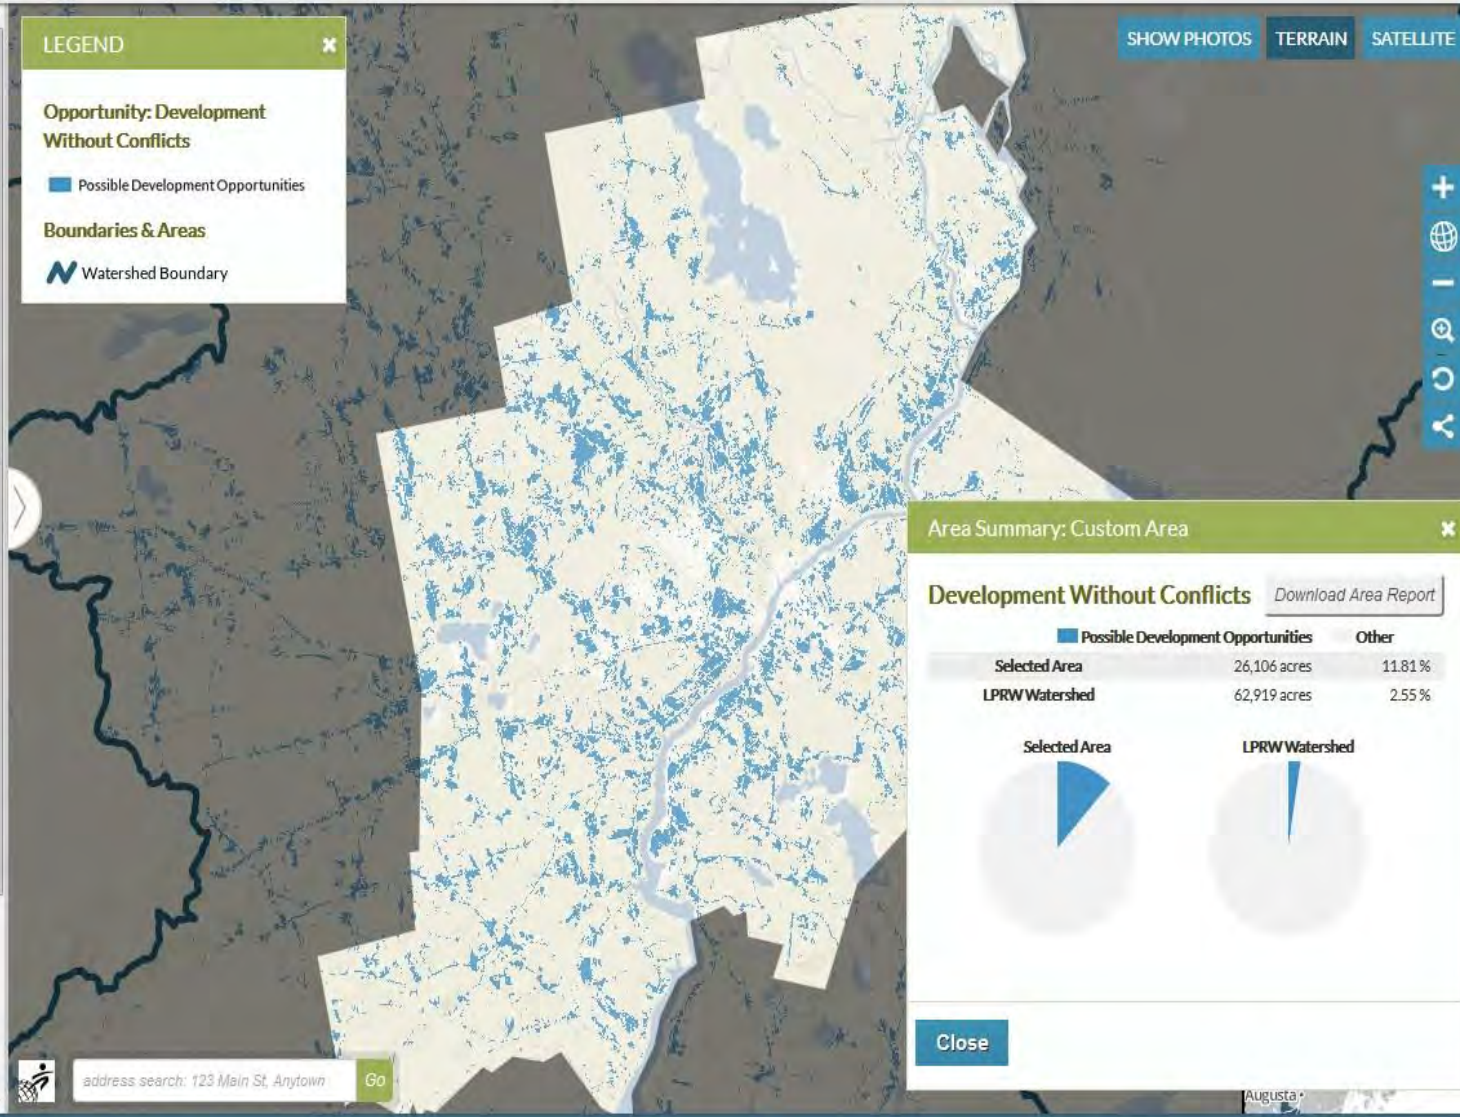 LEGEND
Opportunity: Development
Without Conflicts
Possible Development Opportunities
Boundaries & Areas
Watershed Boundary
SHOW PHOTOS TERRAIN SATELLITE
Area Summary: Custom Area
Development Without Conflicts Download Area Report
Possible Development Opportunities Other
Selected Area 26,106 acres 11.81%
LPRW Watershed 62,919 acres 2.55%
Selected Area LPRW Watershed
Close
address search: 123 Main St, Anytown Go
Augusta